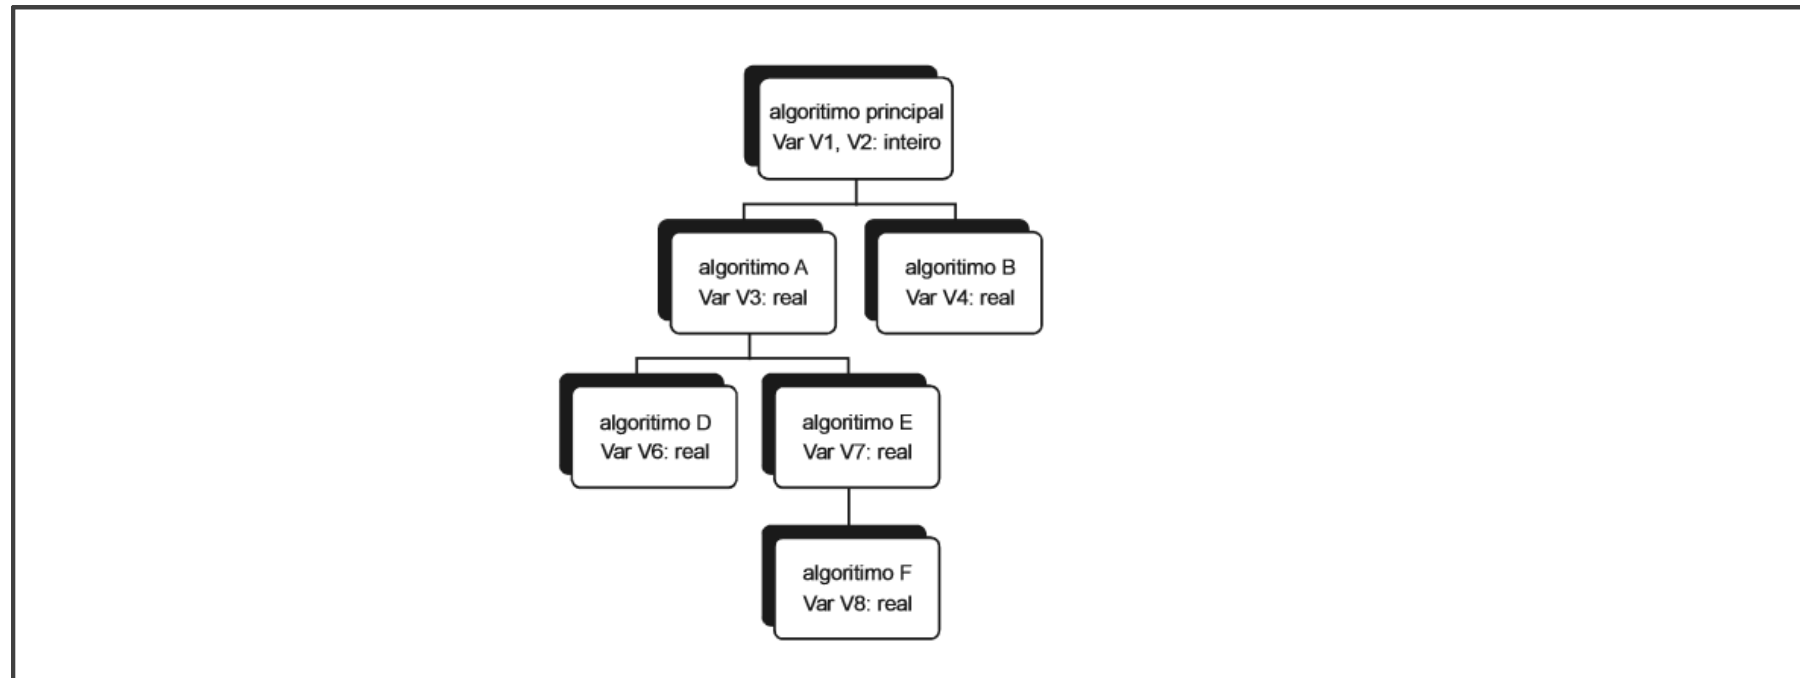 algoritimo principal
Var V1, V2: inteiro
algoritimo A
Var V3: real
algoritimo B
Var V4: real
algoritimo D
Var V6: real
algoritimo E
Var V7: real
algoritimo F
Var V8: real